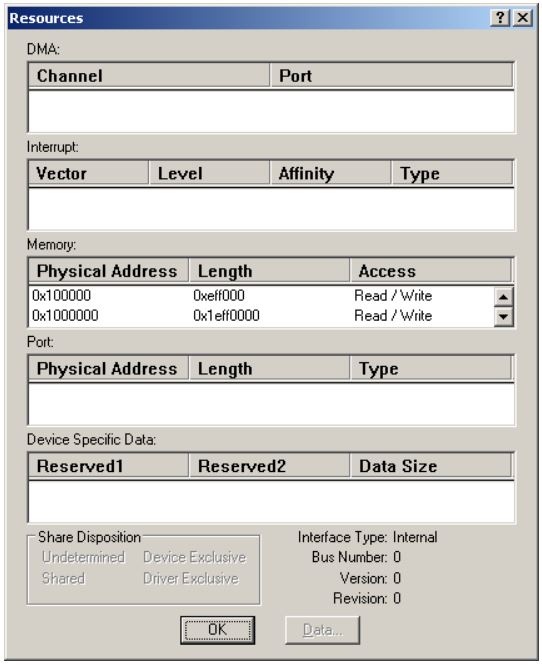 Resources
DMA:
Channel Port
Interrupt:
Vector Level Affinity Type
Memory:
Physical Address Length Access
0x100000 0xeff000 Read / Write
0x1000000 0x1eff0000 Read / Write
Port:
Physical Address Length Type
Device Specific Data:
Reserved1 Reserved2 Data Size
Share Disposition
Undetermined Device Exclusive
Shared Driver Exclusive
Interface Type: Internal
Bus Number: 0
Version: 0
Revision: 0
OK Data...